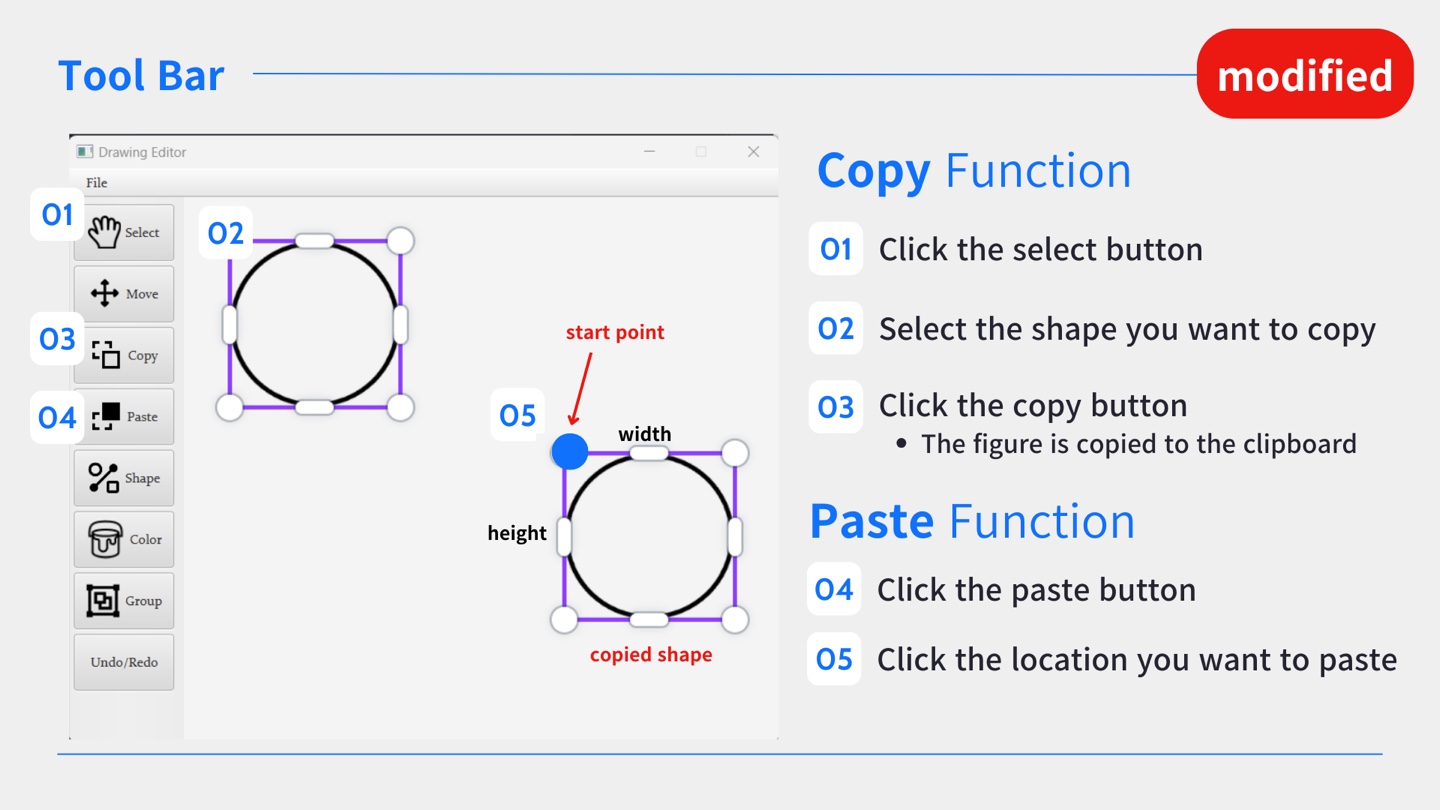 Tool Bar
modified
Drawing Editor
File
01
Select
02
Move
03
Copy
04
Paste
Shape
Color
Group
Undo/Redo
start point
05
width
height
copied shape
Copy Function
01 Click the select button
02 Select the shape you want to copy
03 Click the copy button
• The figure is copied to the clipboard
Paste Function
04 Click the paste button
05 Click the location you want to paste